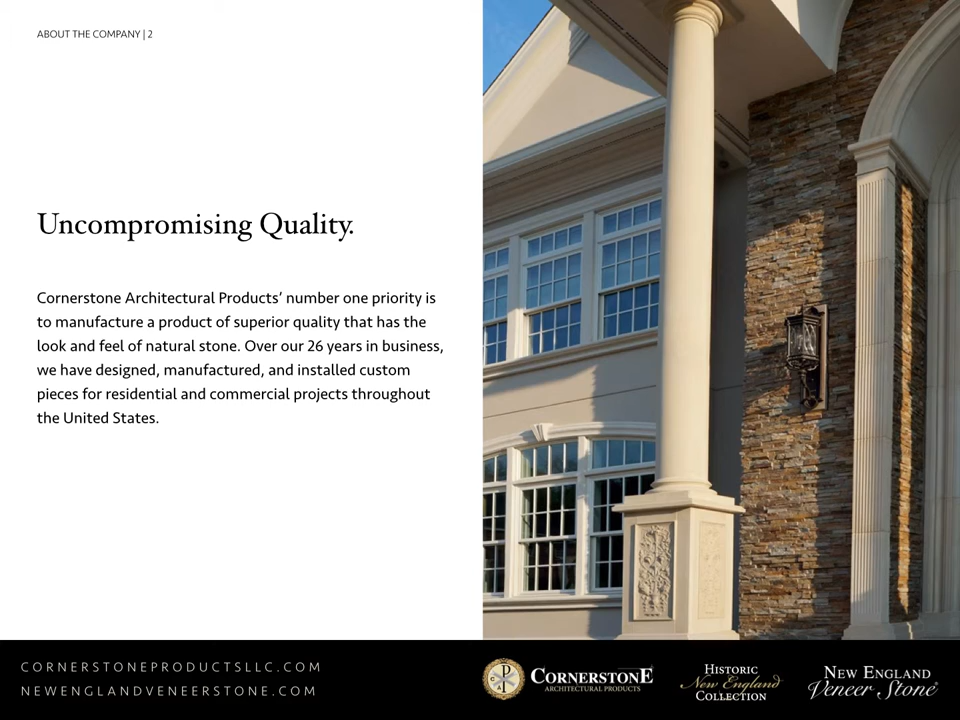 ABOUT THE COMPANY | 2
Uncompromising Quality.
Cornerstone Architectural Products’ number one priority is
to manufacture a product of superior quality that has the
look and feel of natural stone. Over our 26 years in business,
we have designed, manufactured, and installed custom
pieces for residential and commercial projects throughout
the United States.
CORNERSTONEPRODUCTSLLC.COM
NEWENGLANDVENEERSTONE.COM
CORNERSTONE®
ARCHITECTURAL PRODUCTS
HISTORIC
New England
COLLECTION
NEW ENGLAND
Veneer Stone®